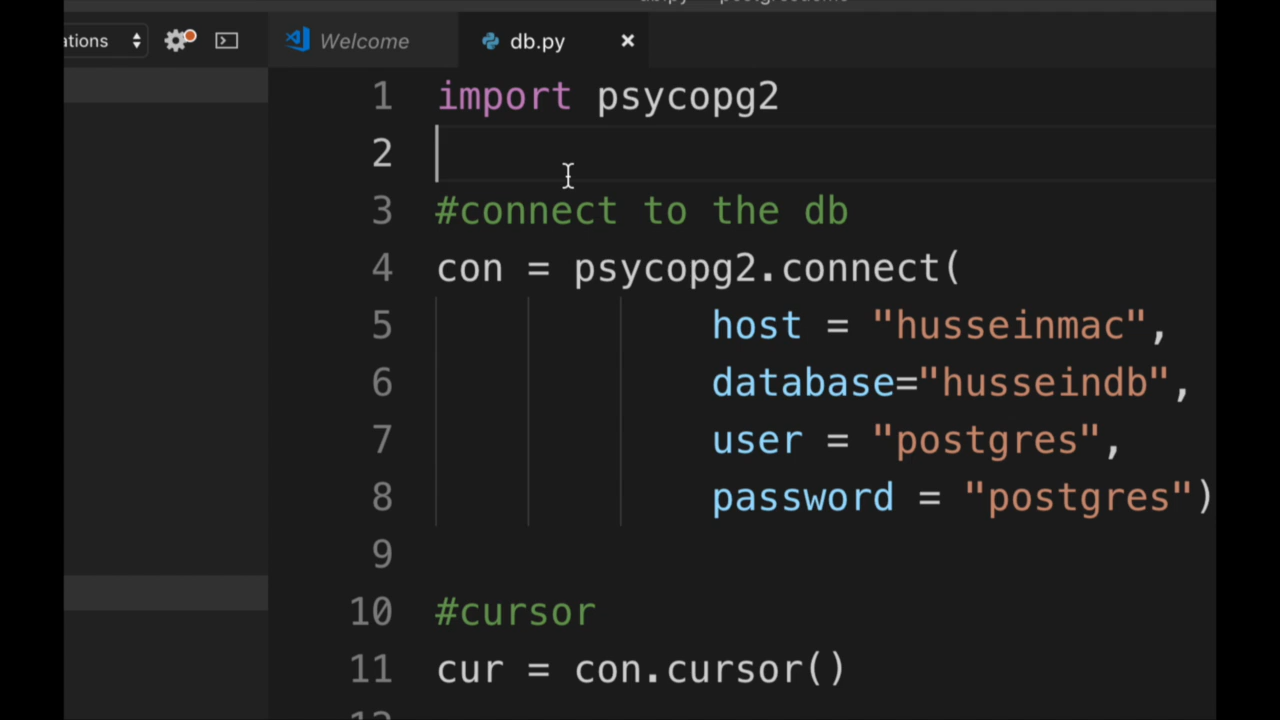 ations
Welcome
db.py
1 import psycopg2
2
3 #connect to the db
4 con = psycopg2.connect(
5 host = "husseinmac",
6 database="husseindb",
7 user = "postgres",
8 password = "postgres")
9
10 #cursor
11 cur = con.cursor()